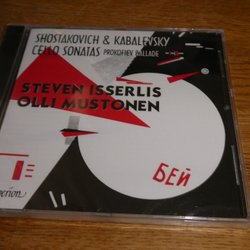 SHOSTAKOVICH & KABALEVSKY
CELLO SONATAS PROKOFIEV BALLADE
STEVEN ISSERLIS
OLLI MUSTONEN
БЕЙ